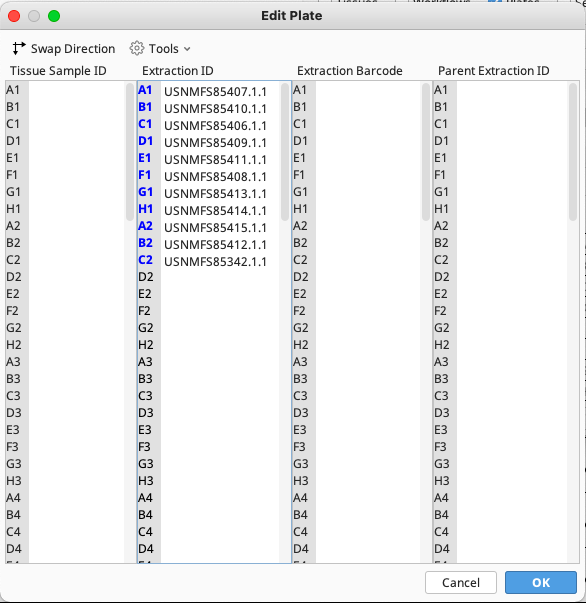 Edit Plate
Swap Direction Tools
Tissue Sample ID Extraction ID Extraction Barcode Parent Extraction ID
A1 A1 USNMFS85407.1.1 A1 A1
B1 B1 USNMFS85410.1.1 B1 B1
C1 C1 USNMFS85406.1.1 C1 C1
D1 D1 USNMFS85409.1.1 D1 D1
E1 E1 USNMFS85411.1.1 E1 E1
F1 F1 USNMFS85408.1.1 F1 F1
G1 G1 USNMFS85413.1.1 G1 G1
H1 H1 USNMFS85414.1.1 H1 H1
A2 A2 USNMFS85415.1.1 A2 A2
B2 B2 USNMFS85412.1.1 B2 B2
C2 C2 USNMFS85342.1.1 C2 C2
D2 D2 D2 D2
E2 E2 E2 E2
F2 F2 F2 F2
G2 G2 G2 G2
H2 H2 H2 H2
A3 A3 A3 A3
B3 B3 B3 B3
C3 C3 C3 C3
D3 D3 D3 D3
E3 E3 E3 E3
F3 F3 F3 F3
G3 G3 G3 G3
H3 H3 H3 H3
A4 A4 A4 A4
B4 B4 B4 B4
C4 C4 C4 C4
D4 D4 D4 D4
Cancel OK